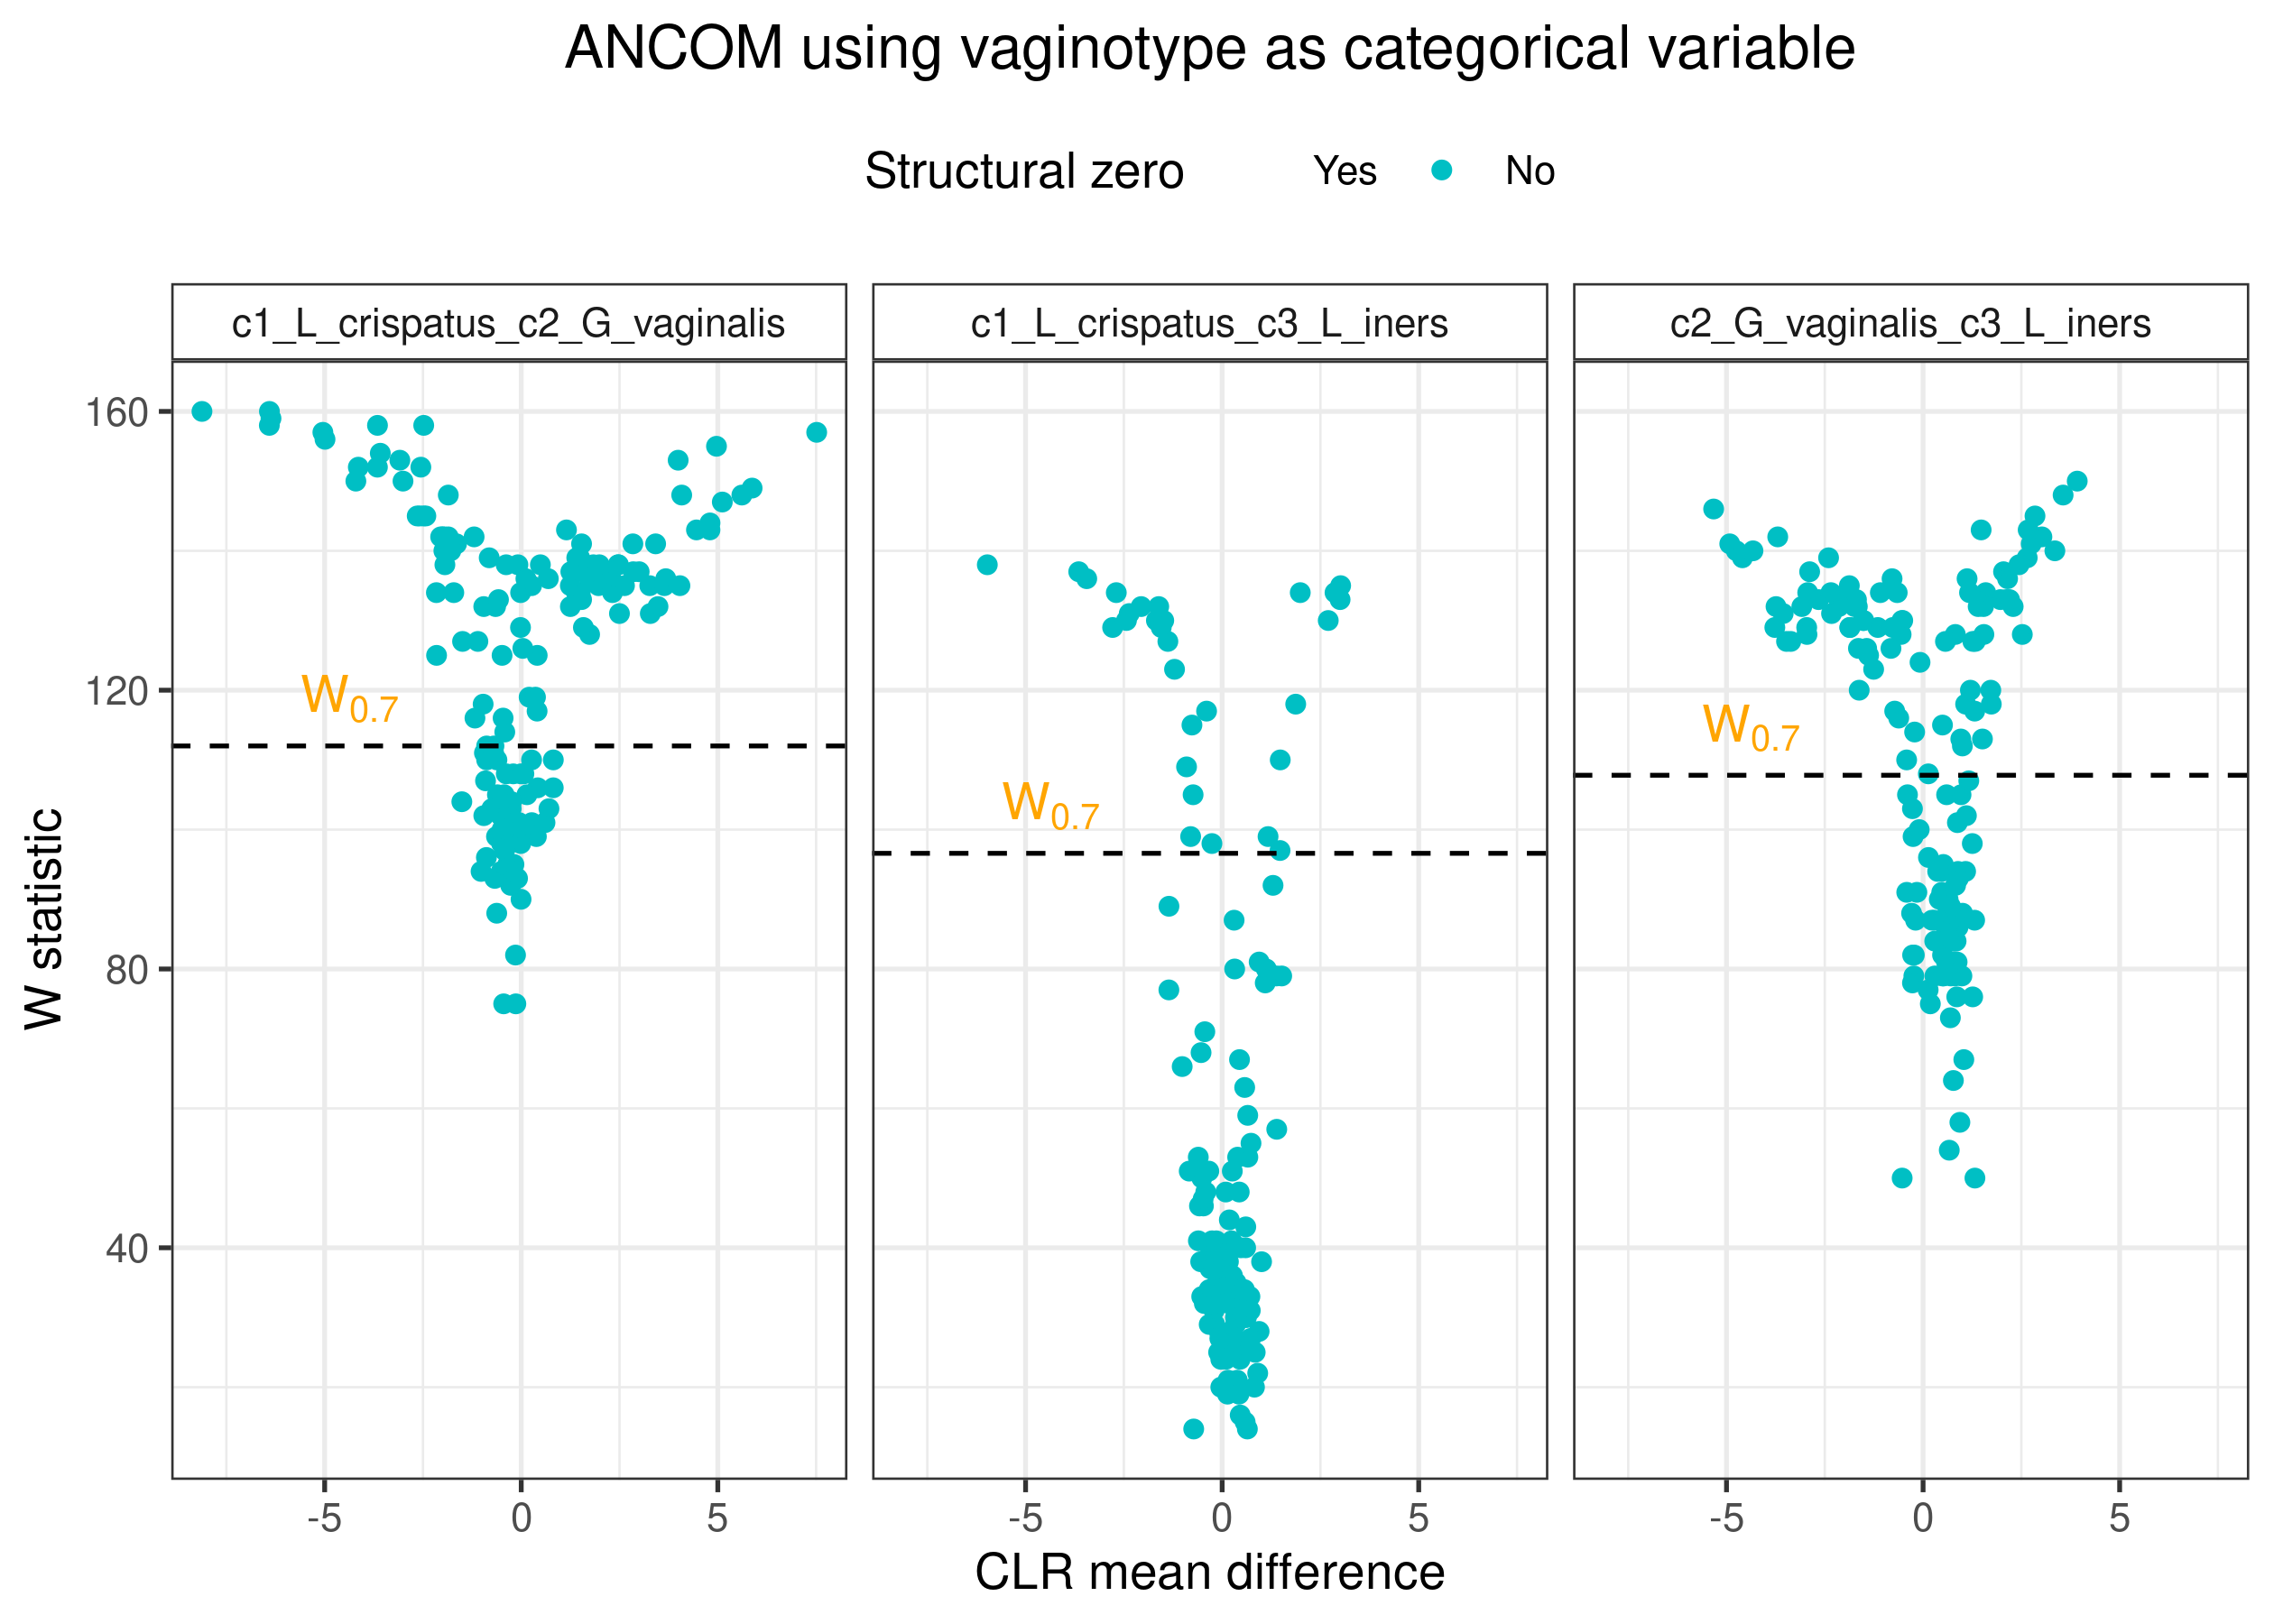 ANCOM using vaginotype as categorical variable
Structural zero Yes No
c1_L_crispatus_c2_G_vaginalis
c1_L_crispatus_c3_L_iners
c2_G_vaginalis_c3_L_iners
W statistic
160
120
80
40
W0.7
W0.7
W0.7
-5 0 5
-5 0 5
-5 0 5
CLR mean difference